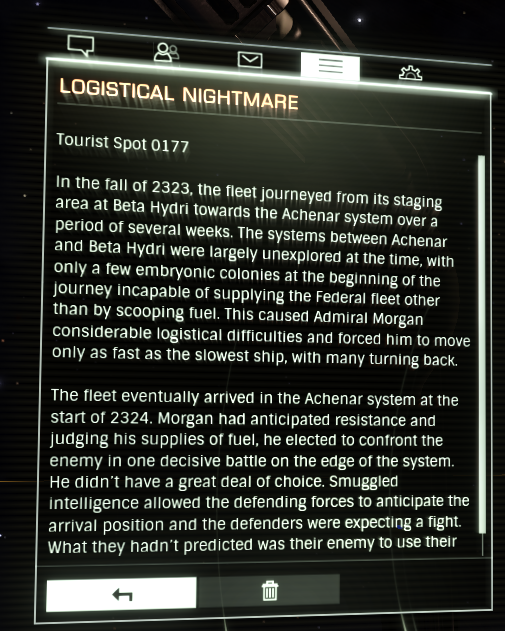 LOGISTICAL NIGHTMARE
Tourist Spot 0177
In the fall of 2323, the fleet journeyed from its staging
area at Beta Hydri towards the Achenar system over a
period of several weeks. The systems between Achenar
and Beta Hydri were largely unexplored at the time, with
only a few embryonic colonies at the beginning of the
journey incapable of supplying the Federal fleet other
than by scooping fuel. This caused Admiral Morgan
considerable logistical difficulties and forced him to move
only as fast as the slowest ship, with many turning back.
The fleet eventually arrived in the Achenar system at the
start of 2324. Morgan had anticipated resistance and
judging his supplies of fuel, he elected to confront the
enemy in one decisive battle on the edge of the system.
He didn't have a great deal of choice. Smuggled
intelligence allowed the defending forces to anticipate the
arrival position and the defenders were expecting a fight.
What they hadn't predicted was their enemy to use their